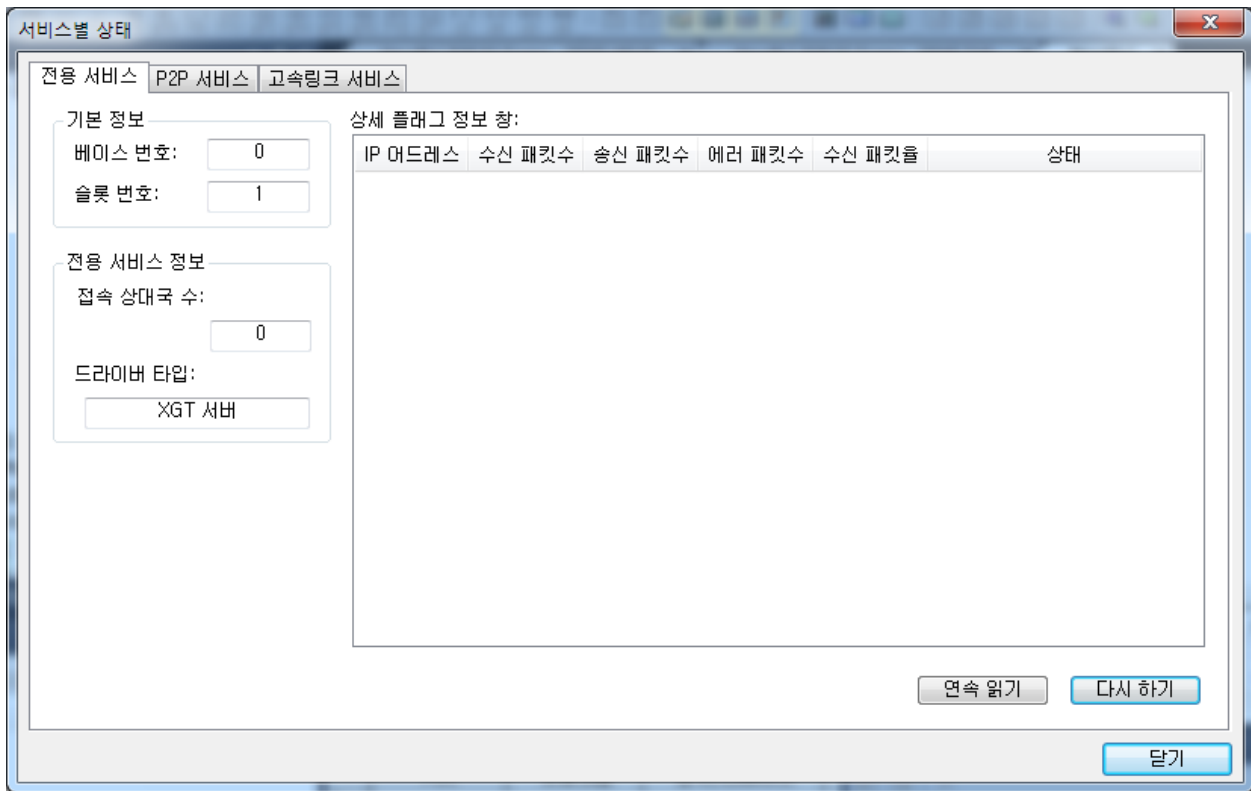 서비스별 상태
전용 서비스 P2P 서비스 고속링크 서비스
기본 정보
베이스 번호: 0
슬롯 번호: 1
전용 서비스 정보
접속 상대국 수:
0
드라이버 타입:
XGT 서버
상세 플래그 정보 창:
IP 어드레스 수신 패킷수 송신 패킷수 에러 패킷수 수신 패킷율 상태
연속 읽기 다시 하기
닫기